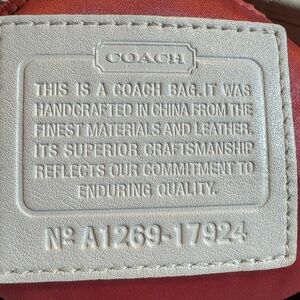 COACH
THIS IS A COACH BAG. IT WAS
HANDCRAFTED IN CHINA FROM THE
FINEST MATERIALS AND LEATHER.
ITS SUPERIOR CRAFTSMANSHIP
REFLECTS OUR COMMITMENT TO
ENDURING QUALITY.
Nº A1269-17924